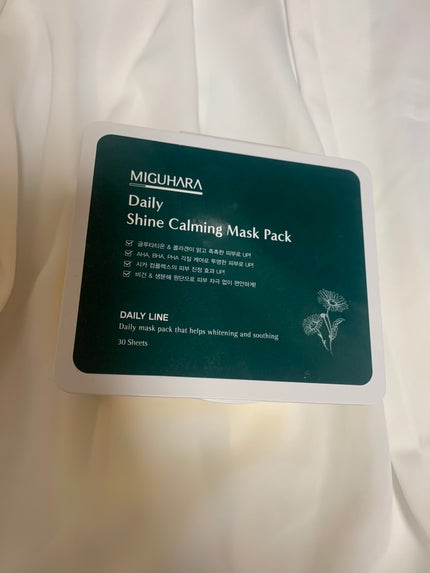 MIGUHARA
Daily
Shine Calming Mask Pack
글루타티온 & 콜라겐이 맑고 촉촉한 피부로 UP!
AHA, BHA, PHA 각질 케어로 투명한 피부로 UP!
시카 컴플렉스의 피부 진정 효과 UP!
비건 & 생분해 원단으로 피부 자극 없이 편안하게!
DAILY LINE
Daily mask pack that helps whitening and soothing
30 Sheets